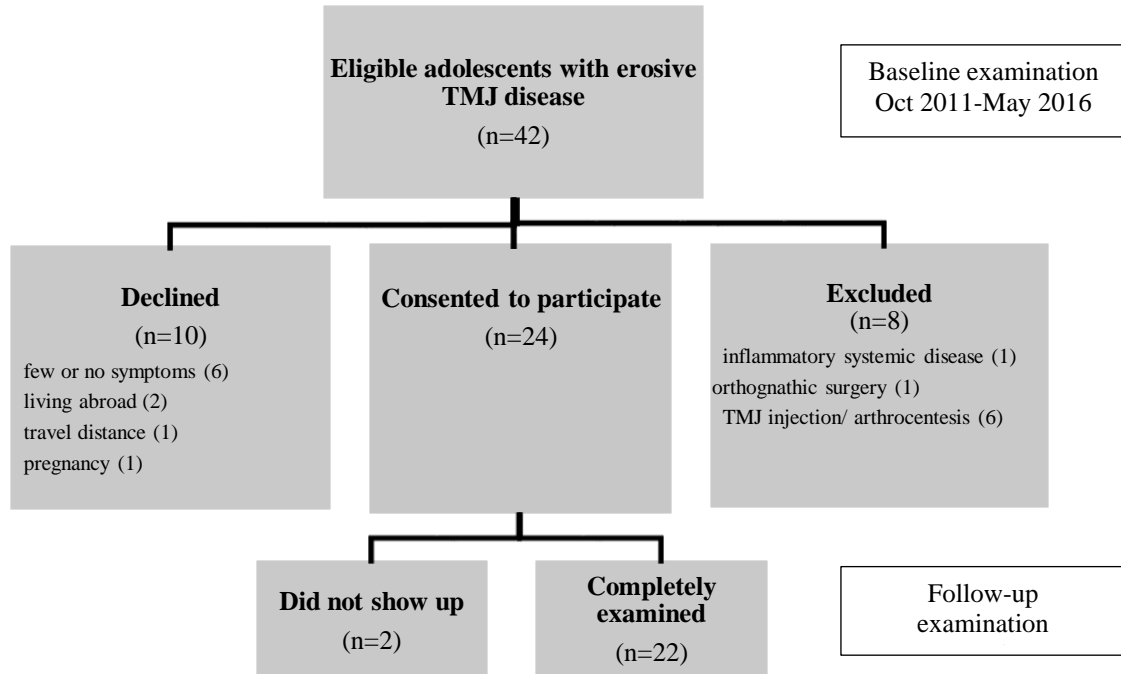 Eligible adolescents with erosive
TMJ disease
(n=42)
Baseline examination
Oct 2011-May 2016
Declined
(n=10)
few or no symptoms (6)
living abroad (2)
travel distance (1)
pregnancy (1)
Consented to participate
(n=24)
Excluded
(n=8)
inflammatory systemic disease (1)
orthognathic surgery (1)
TMJ injection/ arthrocentesis (6)
Did not show up
(n=2)
Completely
examined
(n=22)
Follow-up
examination